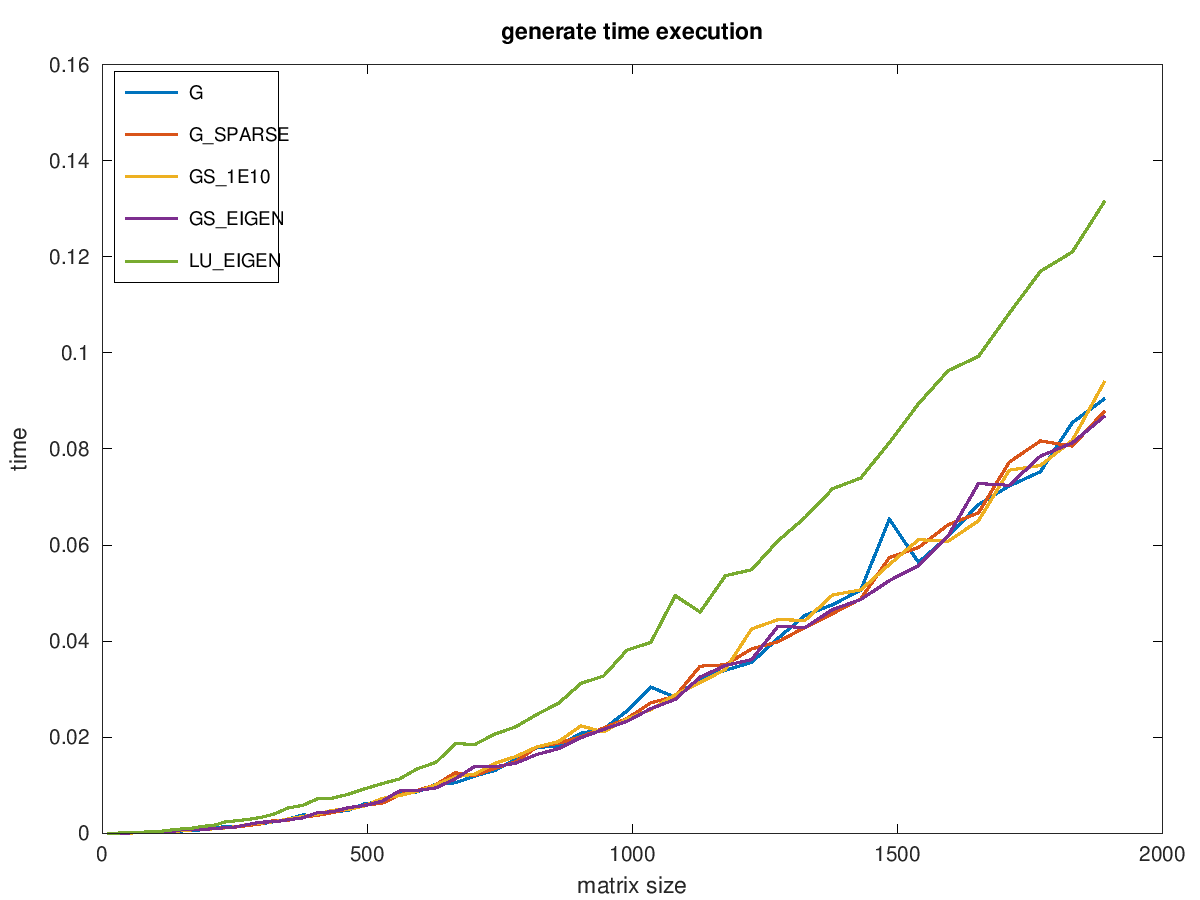 generate time execution
0.16
0.14
0.12
0.1
0.08
0.06
0.04
0.02
0
G
G_SPARSE
GS_1E10
GS_EIGEN
LU_EIGEN
time
0 500 1000 1500 2000
matrix size